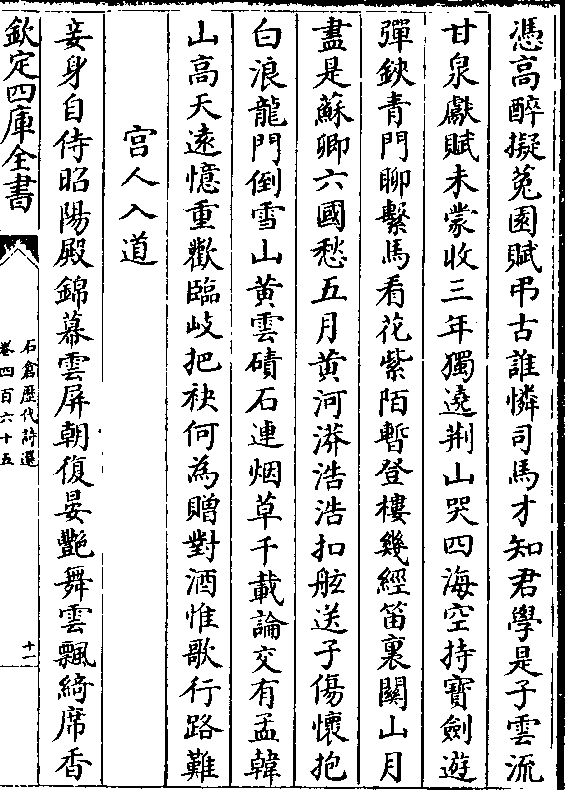 憑高醉擬菟園賦弔古誰憐司馬才知君學是子雲流
甘泉獻賦未蒙收三年獨遶荆山哭四海空持寶劍遊
彈鋏青門聊繫馬看花紫陌暫登樓幾經笛裏關山月
盡是蘇卿六國愁五月黄河漭浩浩扣舷送子傷懷抱
白浪龍門倒雪山黄雲磧石連烟草千載論交有孟韓
山高天遠憶重歡臨岐把袂何為贈對酒惟歌行路難
宫人入道
妾身自侍昭陽殿錦幕雲屏朝復晏艷舞雲飄綺席香
欽定四庫全書
石倉歷代詩選
卷四百六十五
十一